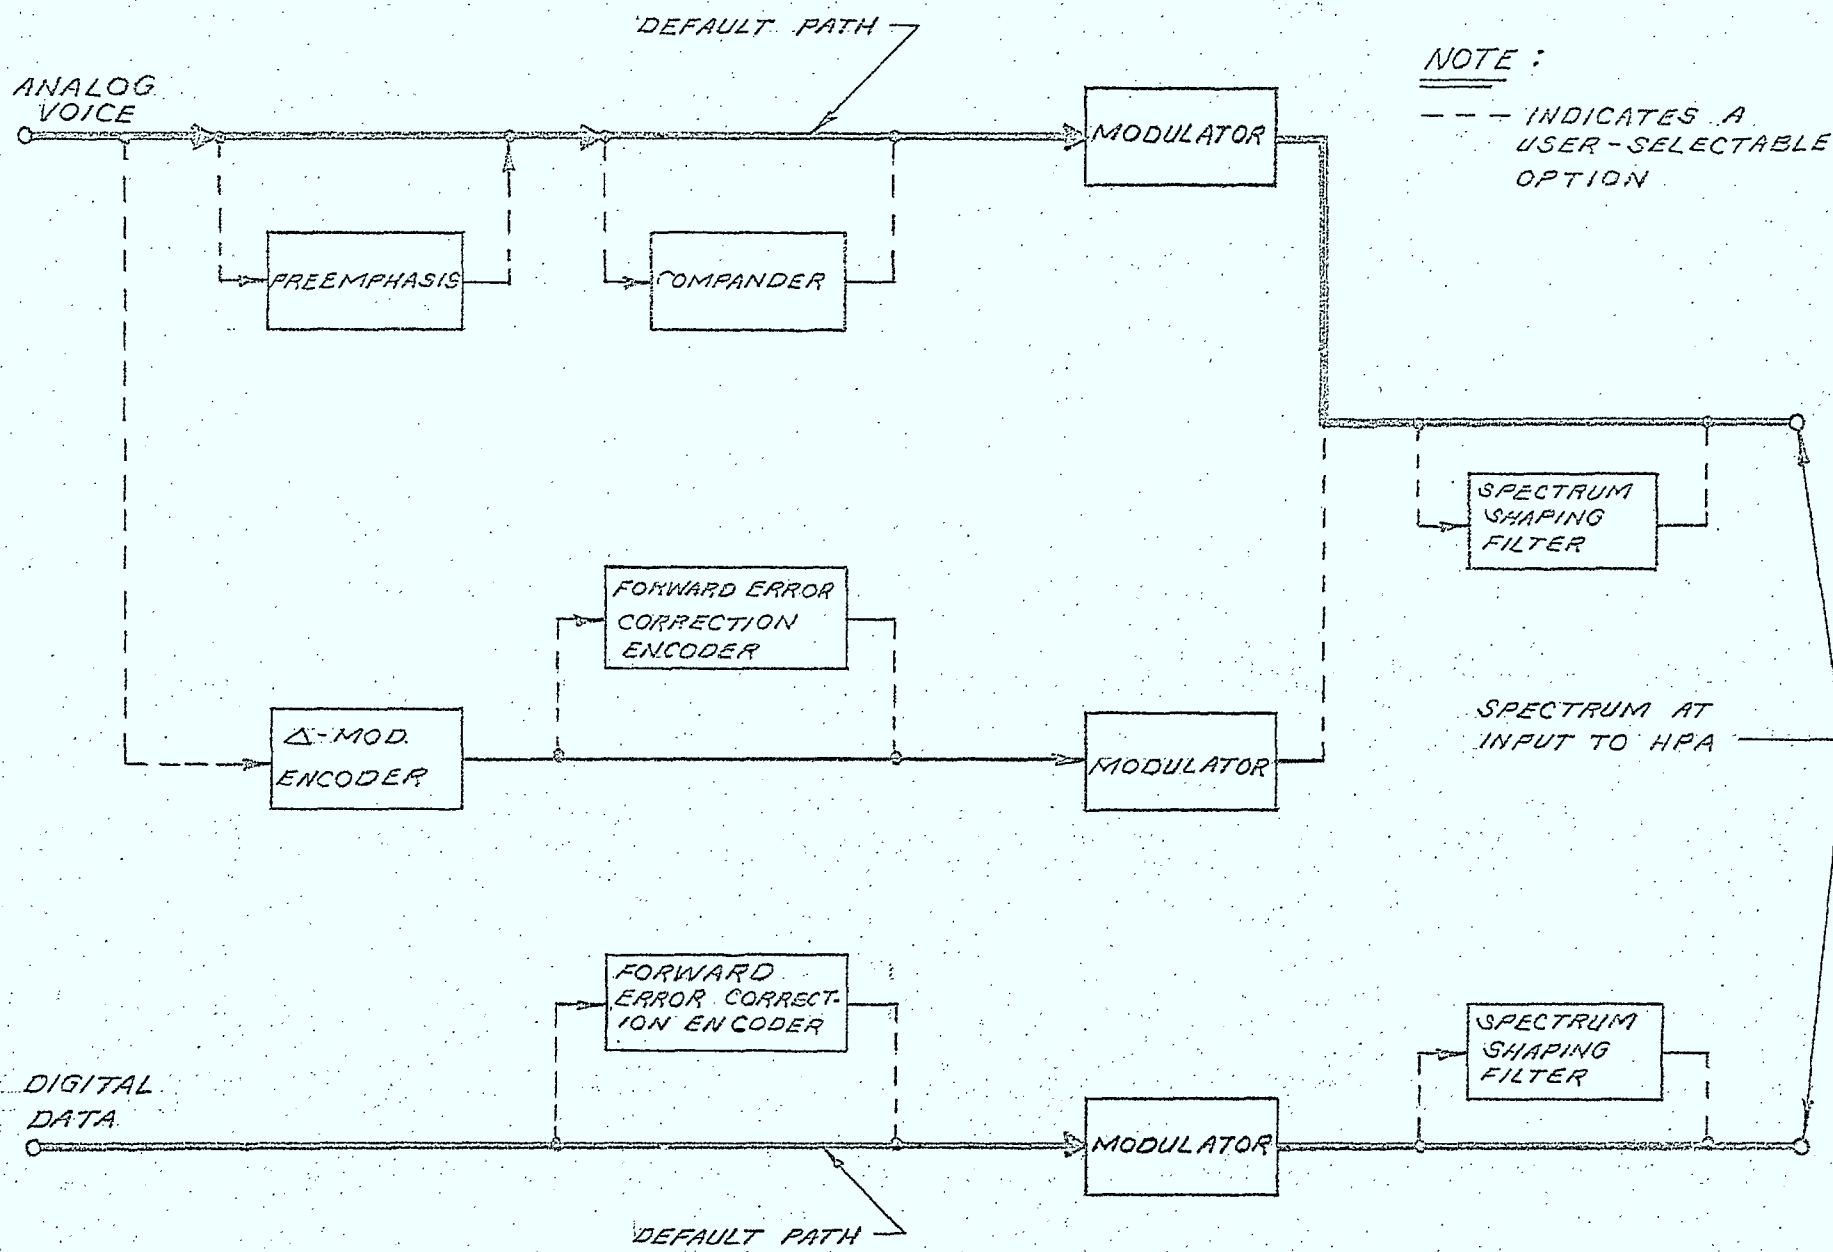 DEFAULT PATH
NOTE :
--- INDICATES A
USER-SELECTABLE
OPTION
ANALOG
VOICE
MODULATOR
PREEMPHASIS
COMPANDER
SPECTRUM
SHAPING
FILTER
FORWARD ERROR
CORRECTION
ENCODER
Δ-MOD.
ENCODER
MODULATOR
SPECTRUM AT
INPUT TO HPA
FORWARD
ERROR CORRECT-
ION ENCODER
SPECTRUM
SHAPING
FILTER
DIGITAL
DATA
MODULATOR
DEFAULT PATH